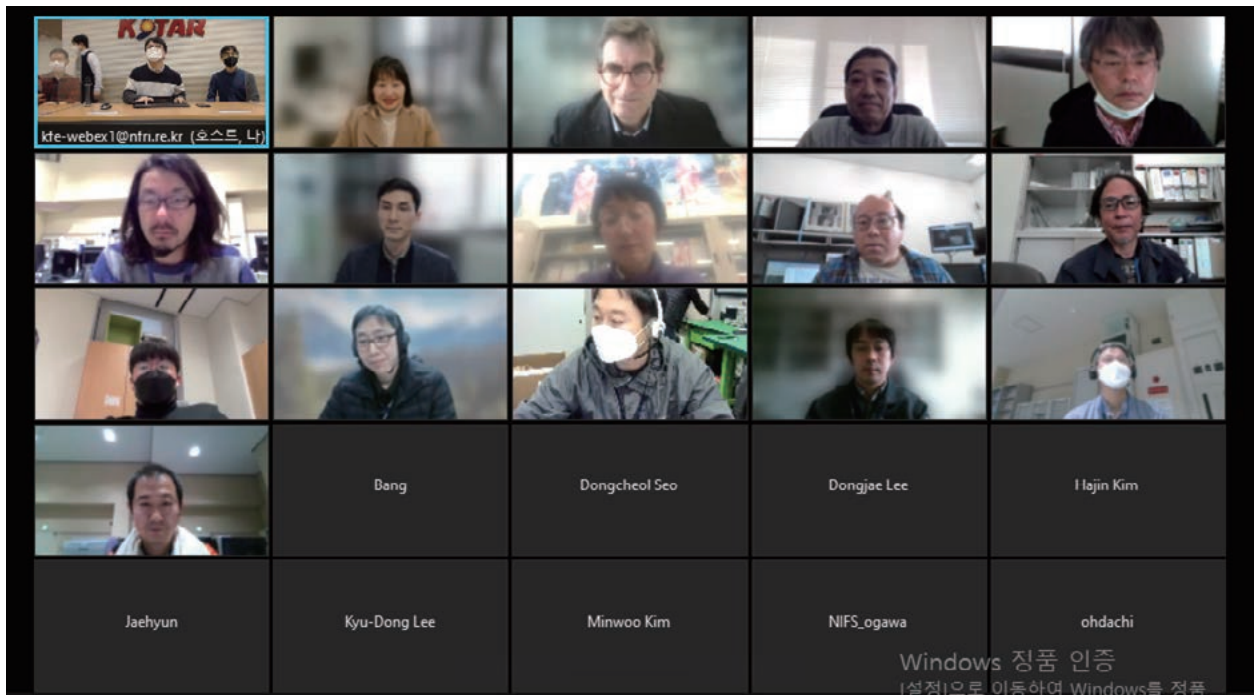 KSTAR
kfe-webex1@nfri.re.kr (호스트, 나)
Bang
Dongcheol Seo
Dongjae Lee
Hajin Kim
Jaehyun
Kyu-Dong Lee
Minwoo Kim
NIFS_ogawa
ohdachi
Windows 정품 인증
[설정]으로 이동하여 Windows를 정품